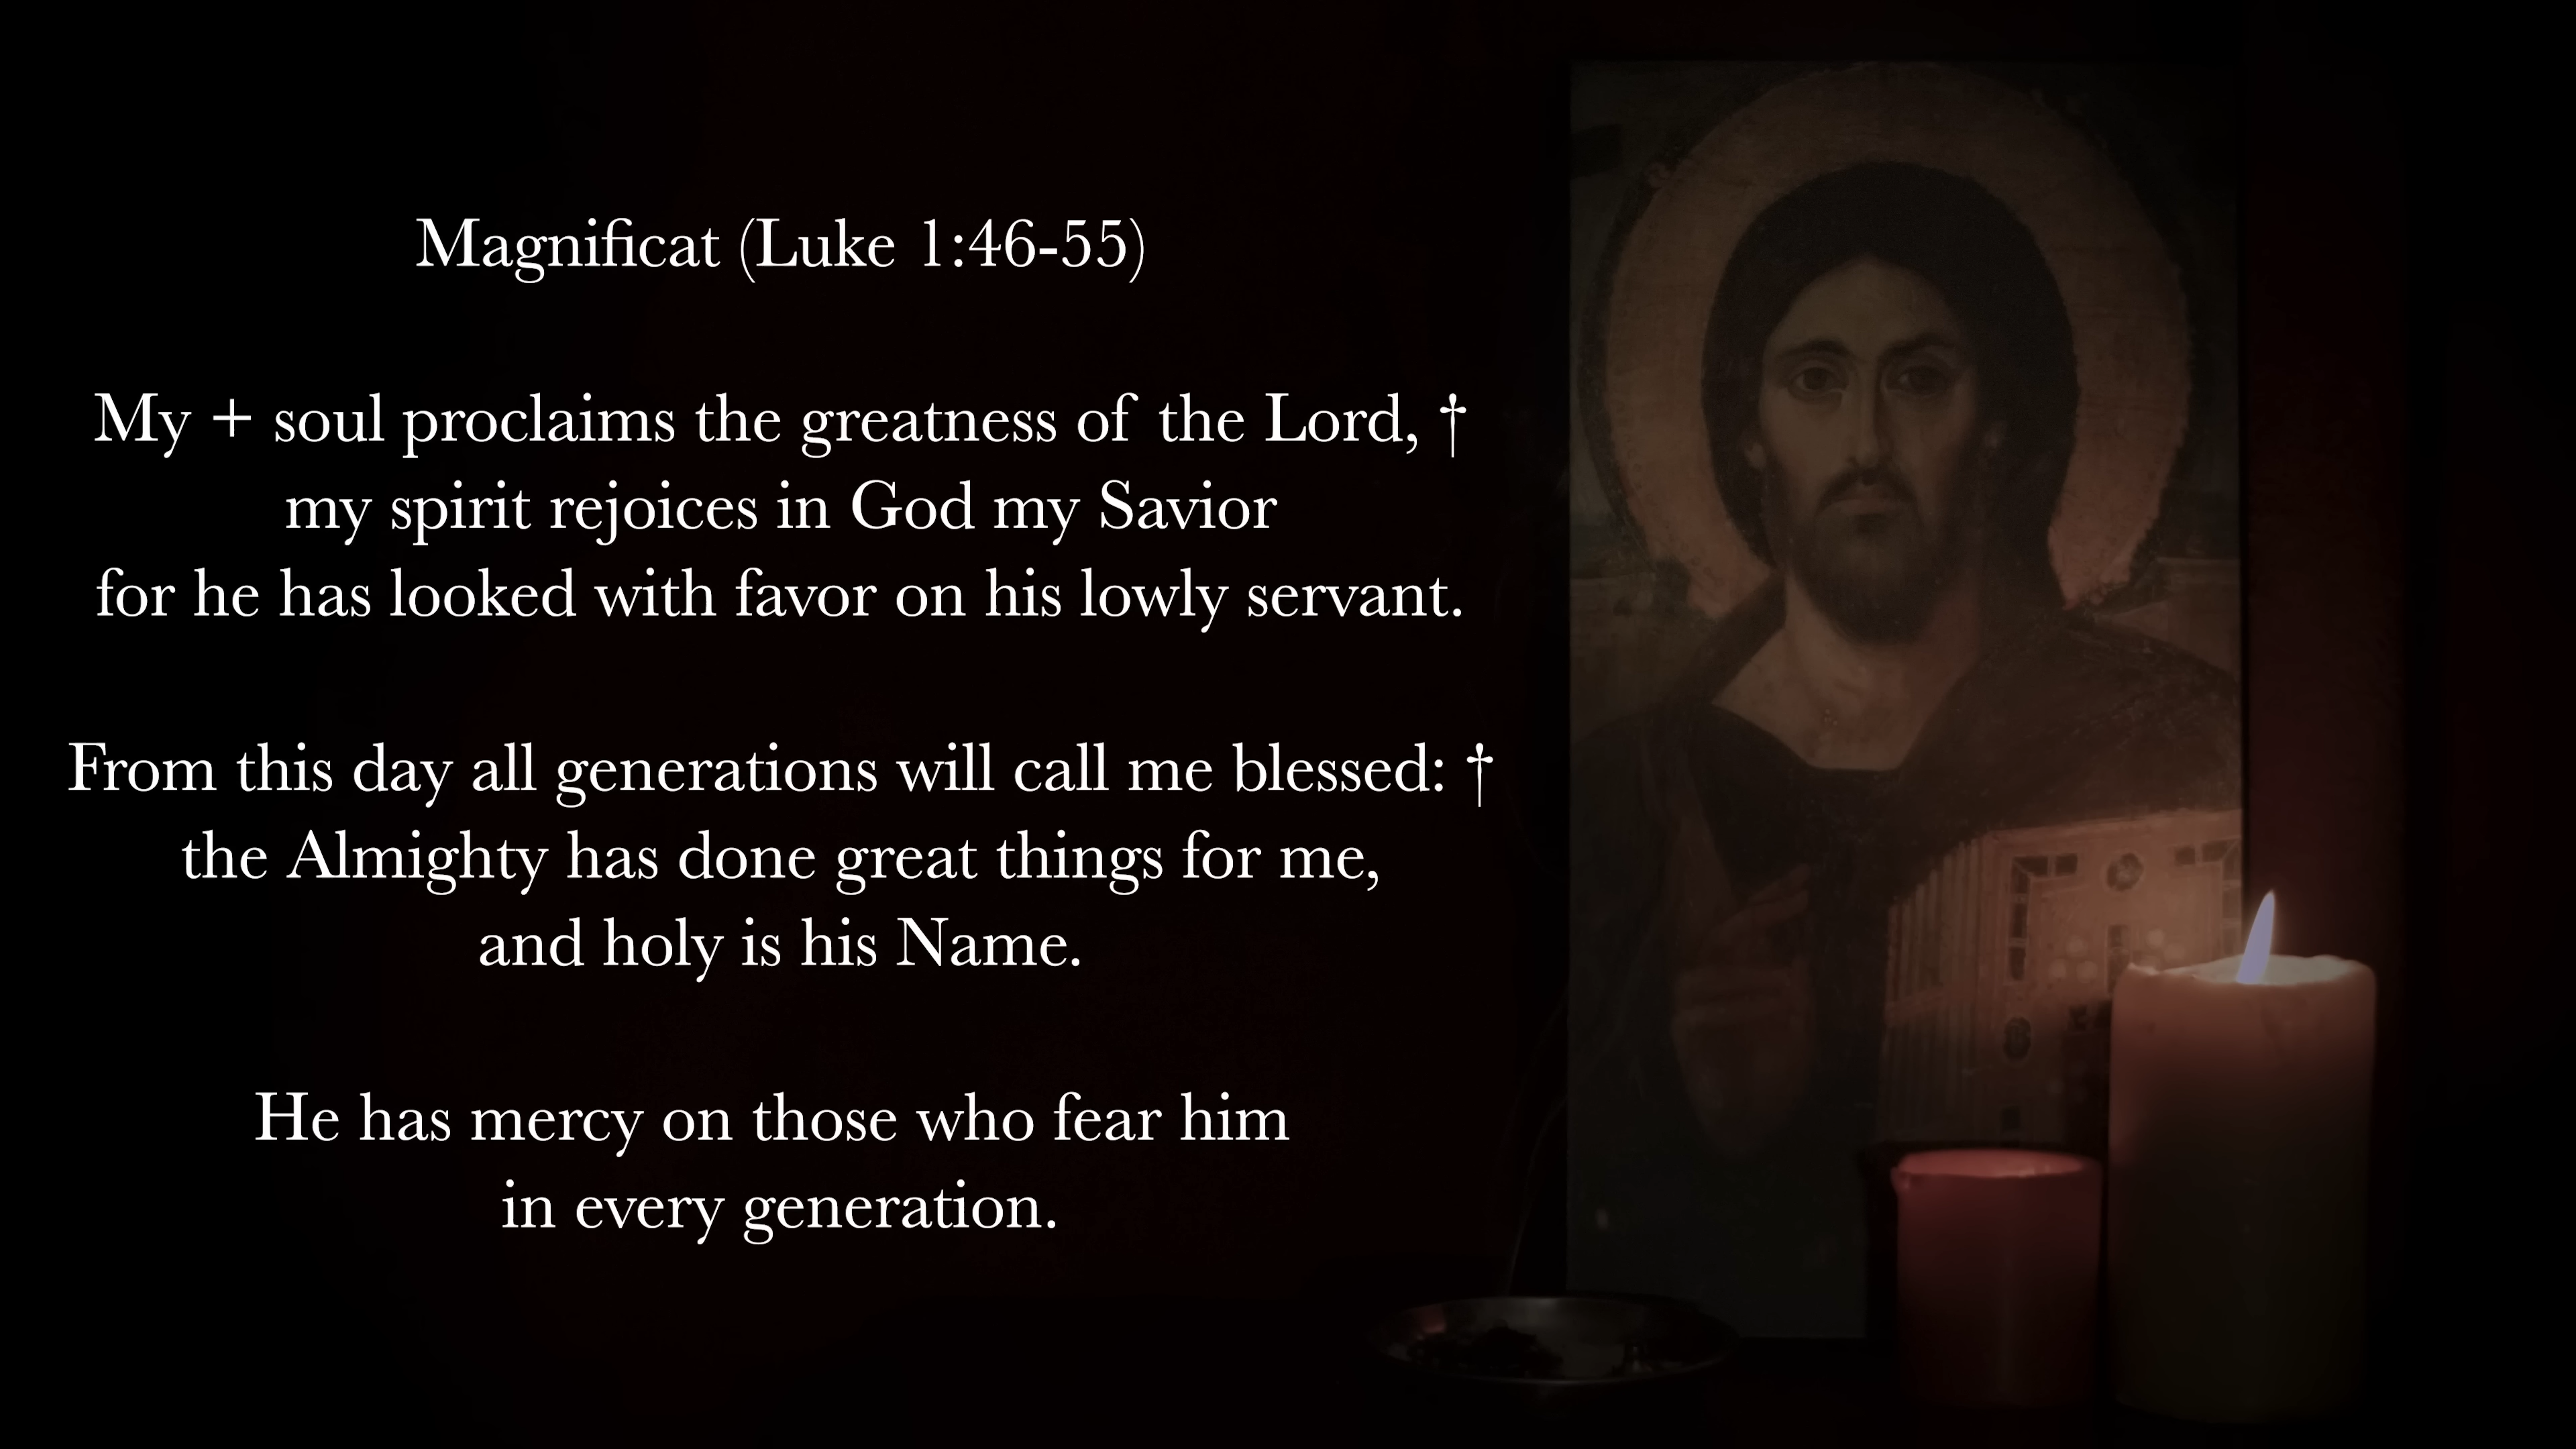 Magnificat (Luke 1:46-55)
My + soul proclaims the greatness of the Lord, †
my spirit rejoices in God my Savior
for he has looked with favor on his lowly servant.
From this day all generations will call me blessed: †
the Almighty has done great things for me,
and holy is his Name.
He has mercy on those who fear him
in every generation.